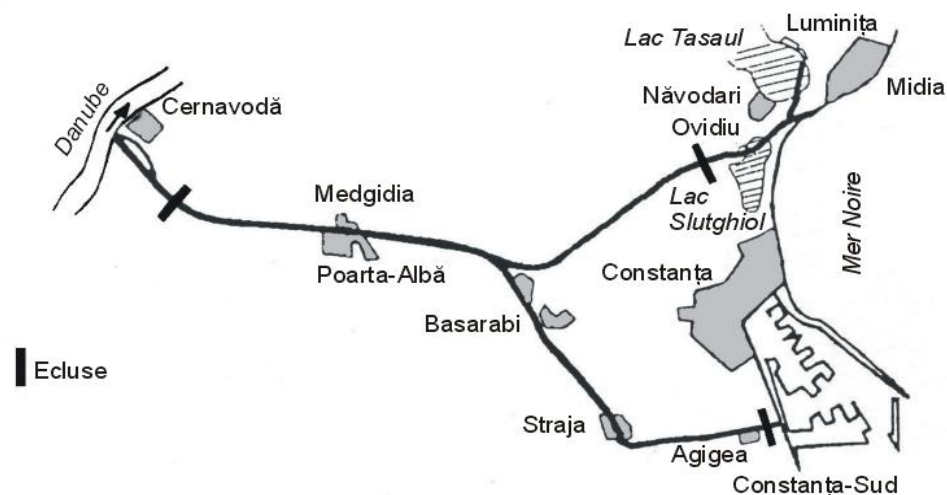 Luminița
Lac Tasaul
Midia
Năvodari
Ovidiu
Danube
Cernavodă
Medgidia
Lac
Slutghiol
Mer Noire
Poarta-Albă
Constanța
Basarabi
Ecluse
Straja
Agigea
Constanța-Sud